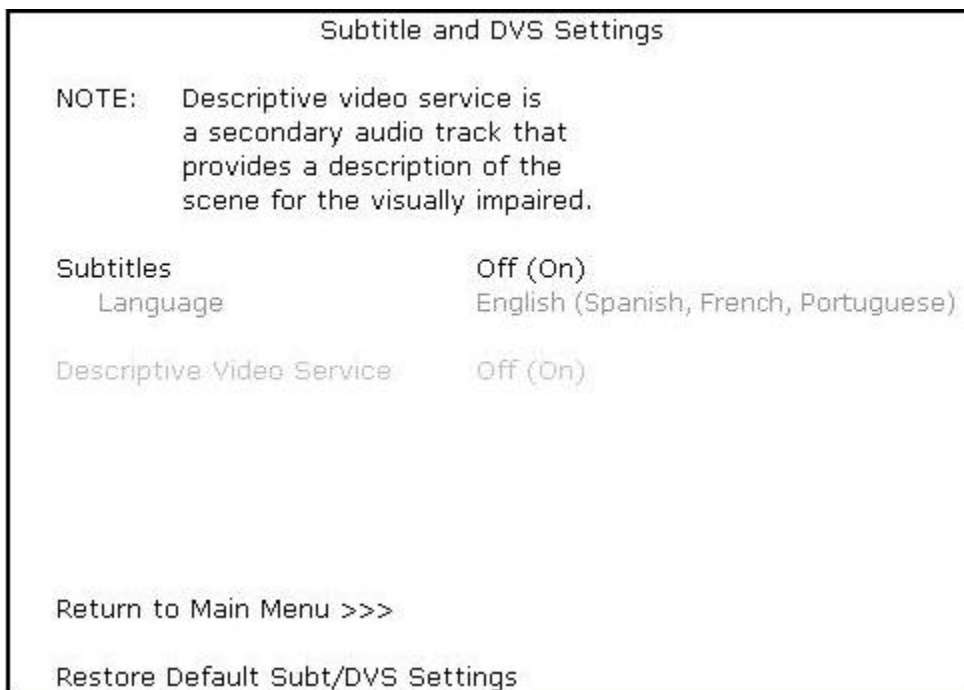 Subtitle and DVS Settings
NOTE: Descriptive video service is
a secondary audio track that
provides a description of the
scene for the visually impaired.
Subtitles Off (On)
Language English (Spanish, French, Portuguese)
Descriptive Video Service Off (On)
Return to Main Menu >>>
Restore Default Subt/DVS Settings